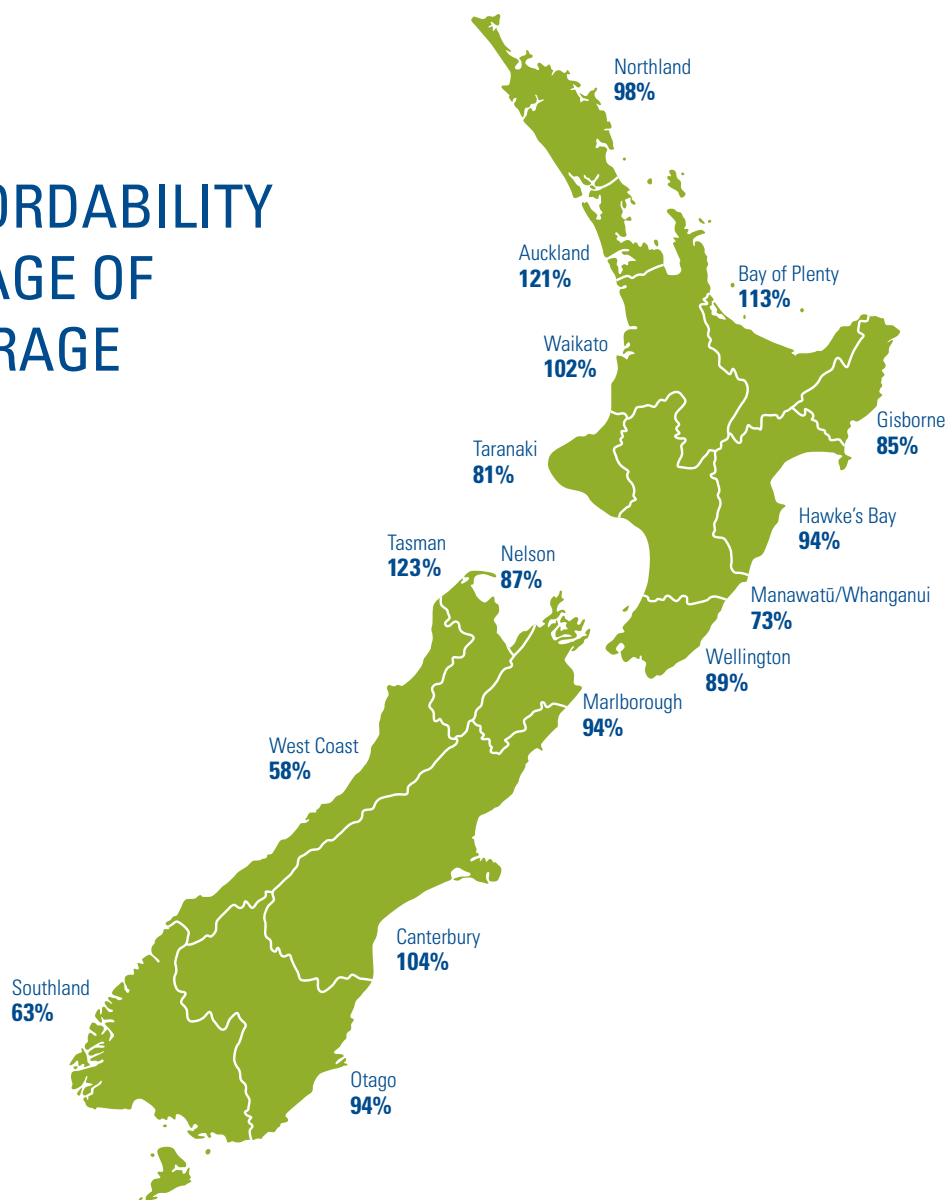 ORDABILITY
AGE OF
RAGE
Northland
98%
Auckland
121%
Bay of Plenty
113%
Waikato
102%
Gisborne
85%
Taranaki
81%
Hawke's Bay
94%
Tasman
123%
Nelson
87%
Manawatū/Whanganui
73%
Wellington
89%
Marlborough
94%
West Coast
58%
Canterbury
104%
Southland
63%
Otago
94%